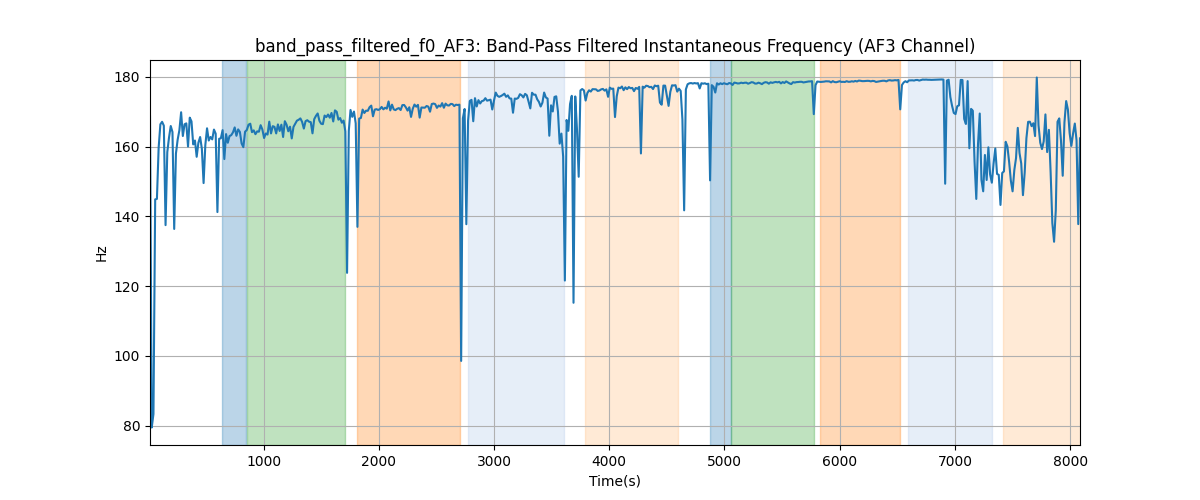 band_pass_filtered_f0_AF3: Band-Pass Filtered Instantaneous Frequency (AF3 Channel)
180
160
140
120
100
80
Hz
1000 2000 3000 4000 5000 6000 7000 8000
Time(s)